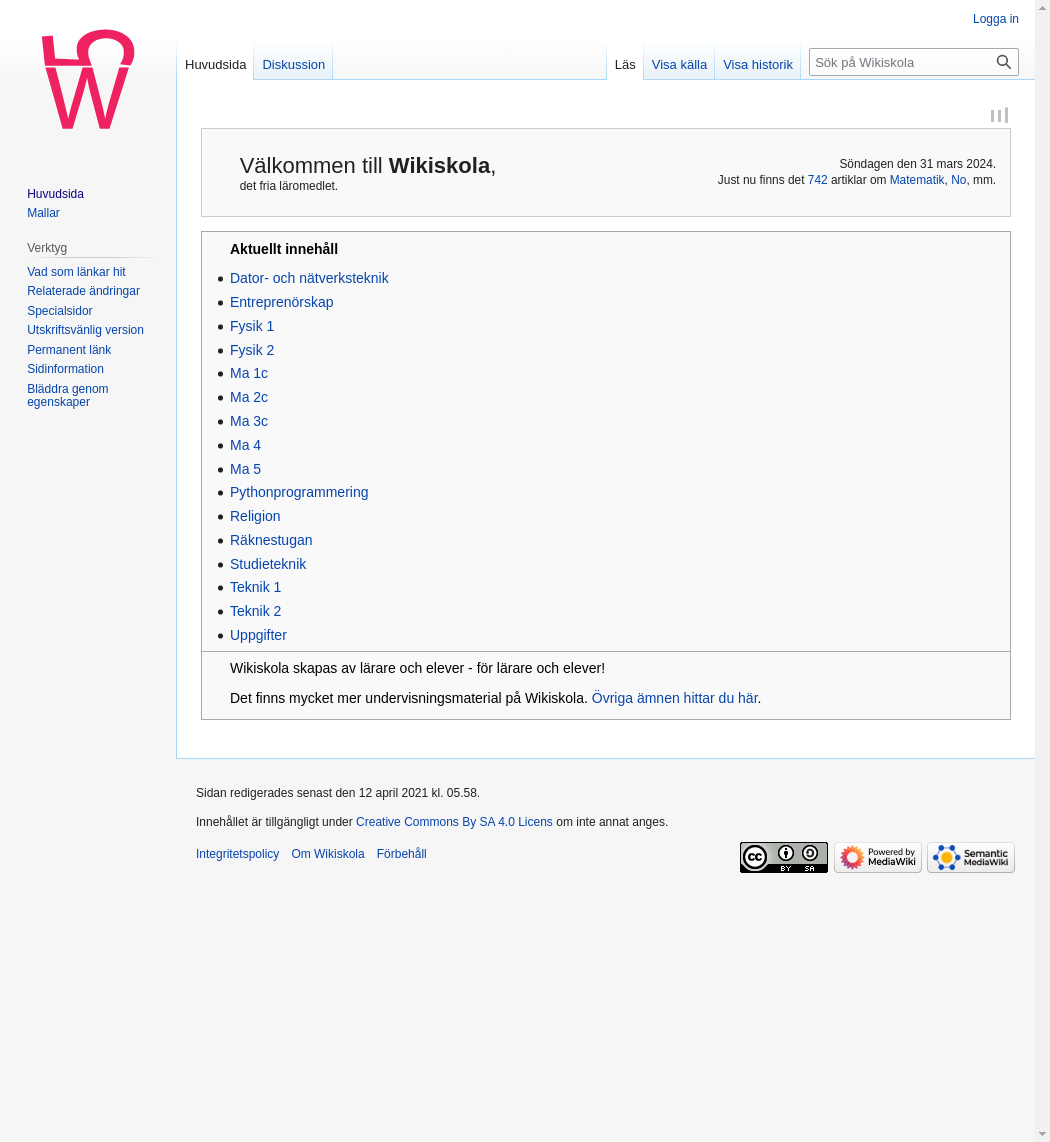 Logga in
Huvudsida
Diskussion
Läs
Visa källa
Visa historik
Sök på Wikiskola
Huvudsida
Mallar
Verktyg
Vad som länkar hit
Relaterade ändringar
Specialsidor
Utskriftsvänlig version
Permanent länk
Sidinformation
Bläddra genom
egenskaper
Välkommen till Wikiskola,
det fria läromedlet.
Söndagen den 31 mars 2024.
Just nu finns det 742 artiklar om Matematik, No, mm.
Aktuellt innehåll
Dator- och nätverksteknik
Entreprenörskap
Fysik 1
Fysik 2
Ma 1c
Ma 2c
Ma 3c
Ma 4
Ma 5
Pythonprogrammering
Religion
Räknestugan
Studieteknik
Teknik 1
Teknik 2
Uppgifter
Wikiskola skapas av lärare och elever - för lärare och elever!
Det finns mycket mer undervisningsmaterial på Wikiskola. Övriga ämnen hittar du här.
Sidan redigerades senast den 12 april 2021 kl. 05.58.
Innehållet är tillgängligt under Creative Commons By SA 4.0 Licens om inte annat anges.
Integritetspolicy
Om Wikiskola
Förbehåll
cc BY SA
Powered by
MediaWiki
Semantic
MediaWiki